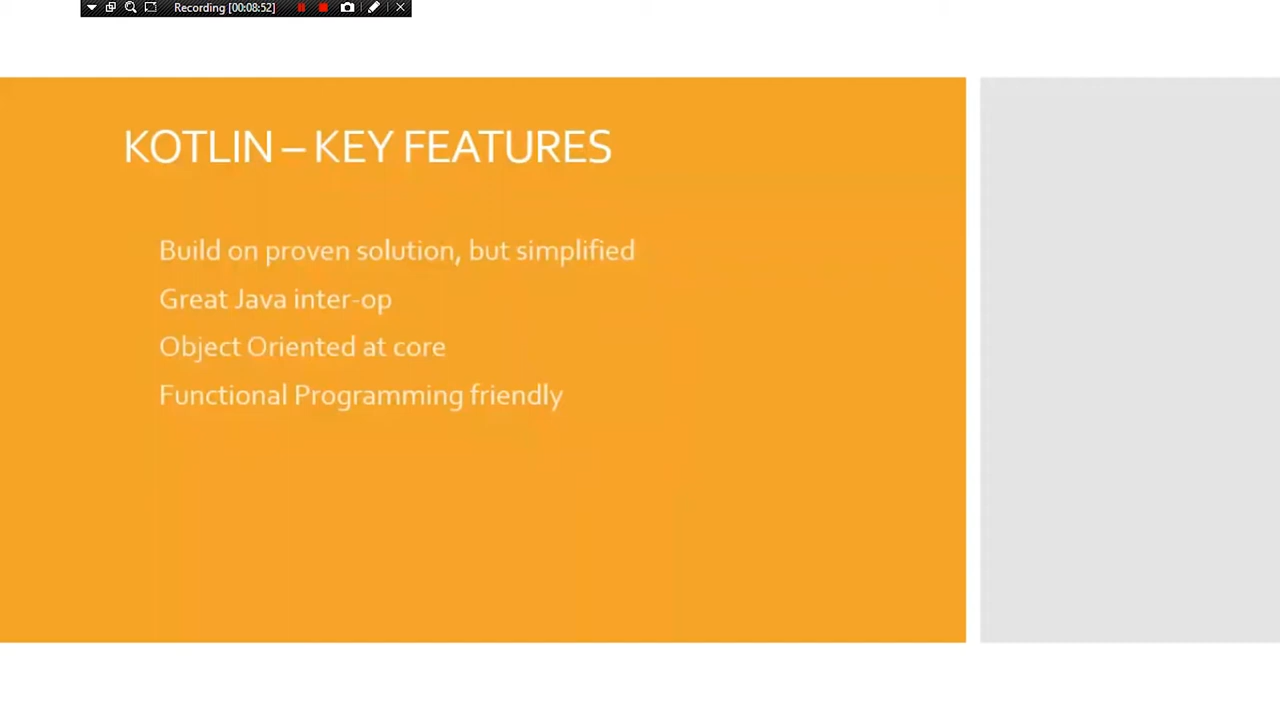 Recording [00:08:52]
KOTLIN – KEY FEATURES
Build on proven solution, but simplified
Great Java inter-op
Object Oriented at core
Functional Programming friendly